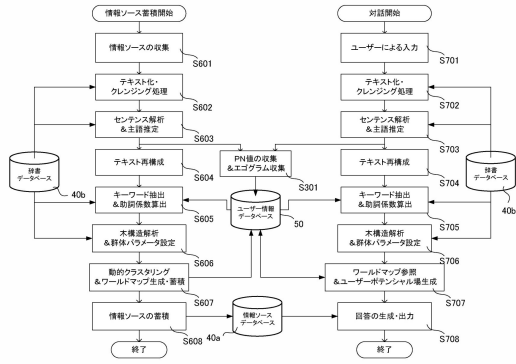 情報ソース蓄積開始
情報ソースの収集
S601
テキスト化・
クレンジング処理
S602
センテンス解析
＆主語推定
S603
テキスト再構成
S604
キーワード抽出
＆助詞係数算出
S605
木構造解析
＆群体パラメータ設定
S606
動的クラスタリング
＆ワールドマップ生成・蓄積
S607
情報ソースの蓄積
S608
終了
辞書
データベース
40b
PN値の収集
＆エゴグラム収集
S301
ユーザー情報
データベース
50
情報ソース
データベース
40a
対話開始
ユーザーによる入力
S701
テキスト化・
クレンジング処理
S702
センテンス解析
＆主語推定
S703
テキスト再構成
S704
キーワード抽出
＆助詞係数算出
S705
木構造解析
＆群体パラメータ設定
S706
ワールドマップ参照
＆ユーザーポテンシャル場生成
S707
回答の生成・出力
S708
終了
辞書
データベース
40b